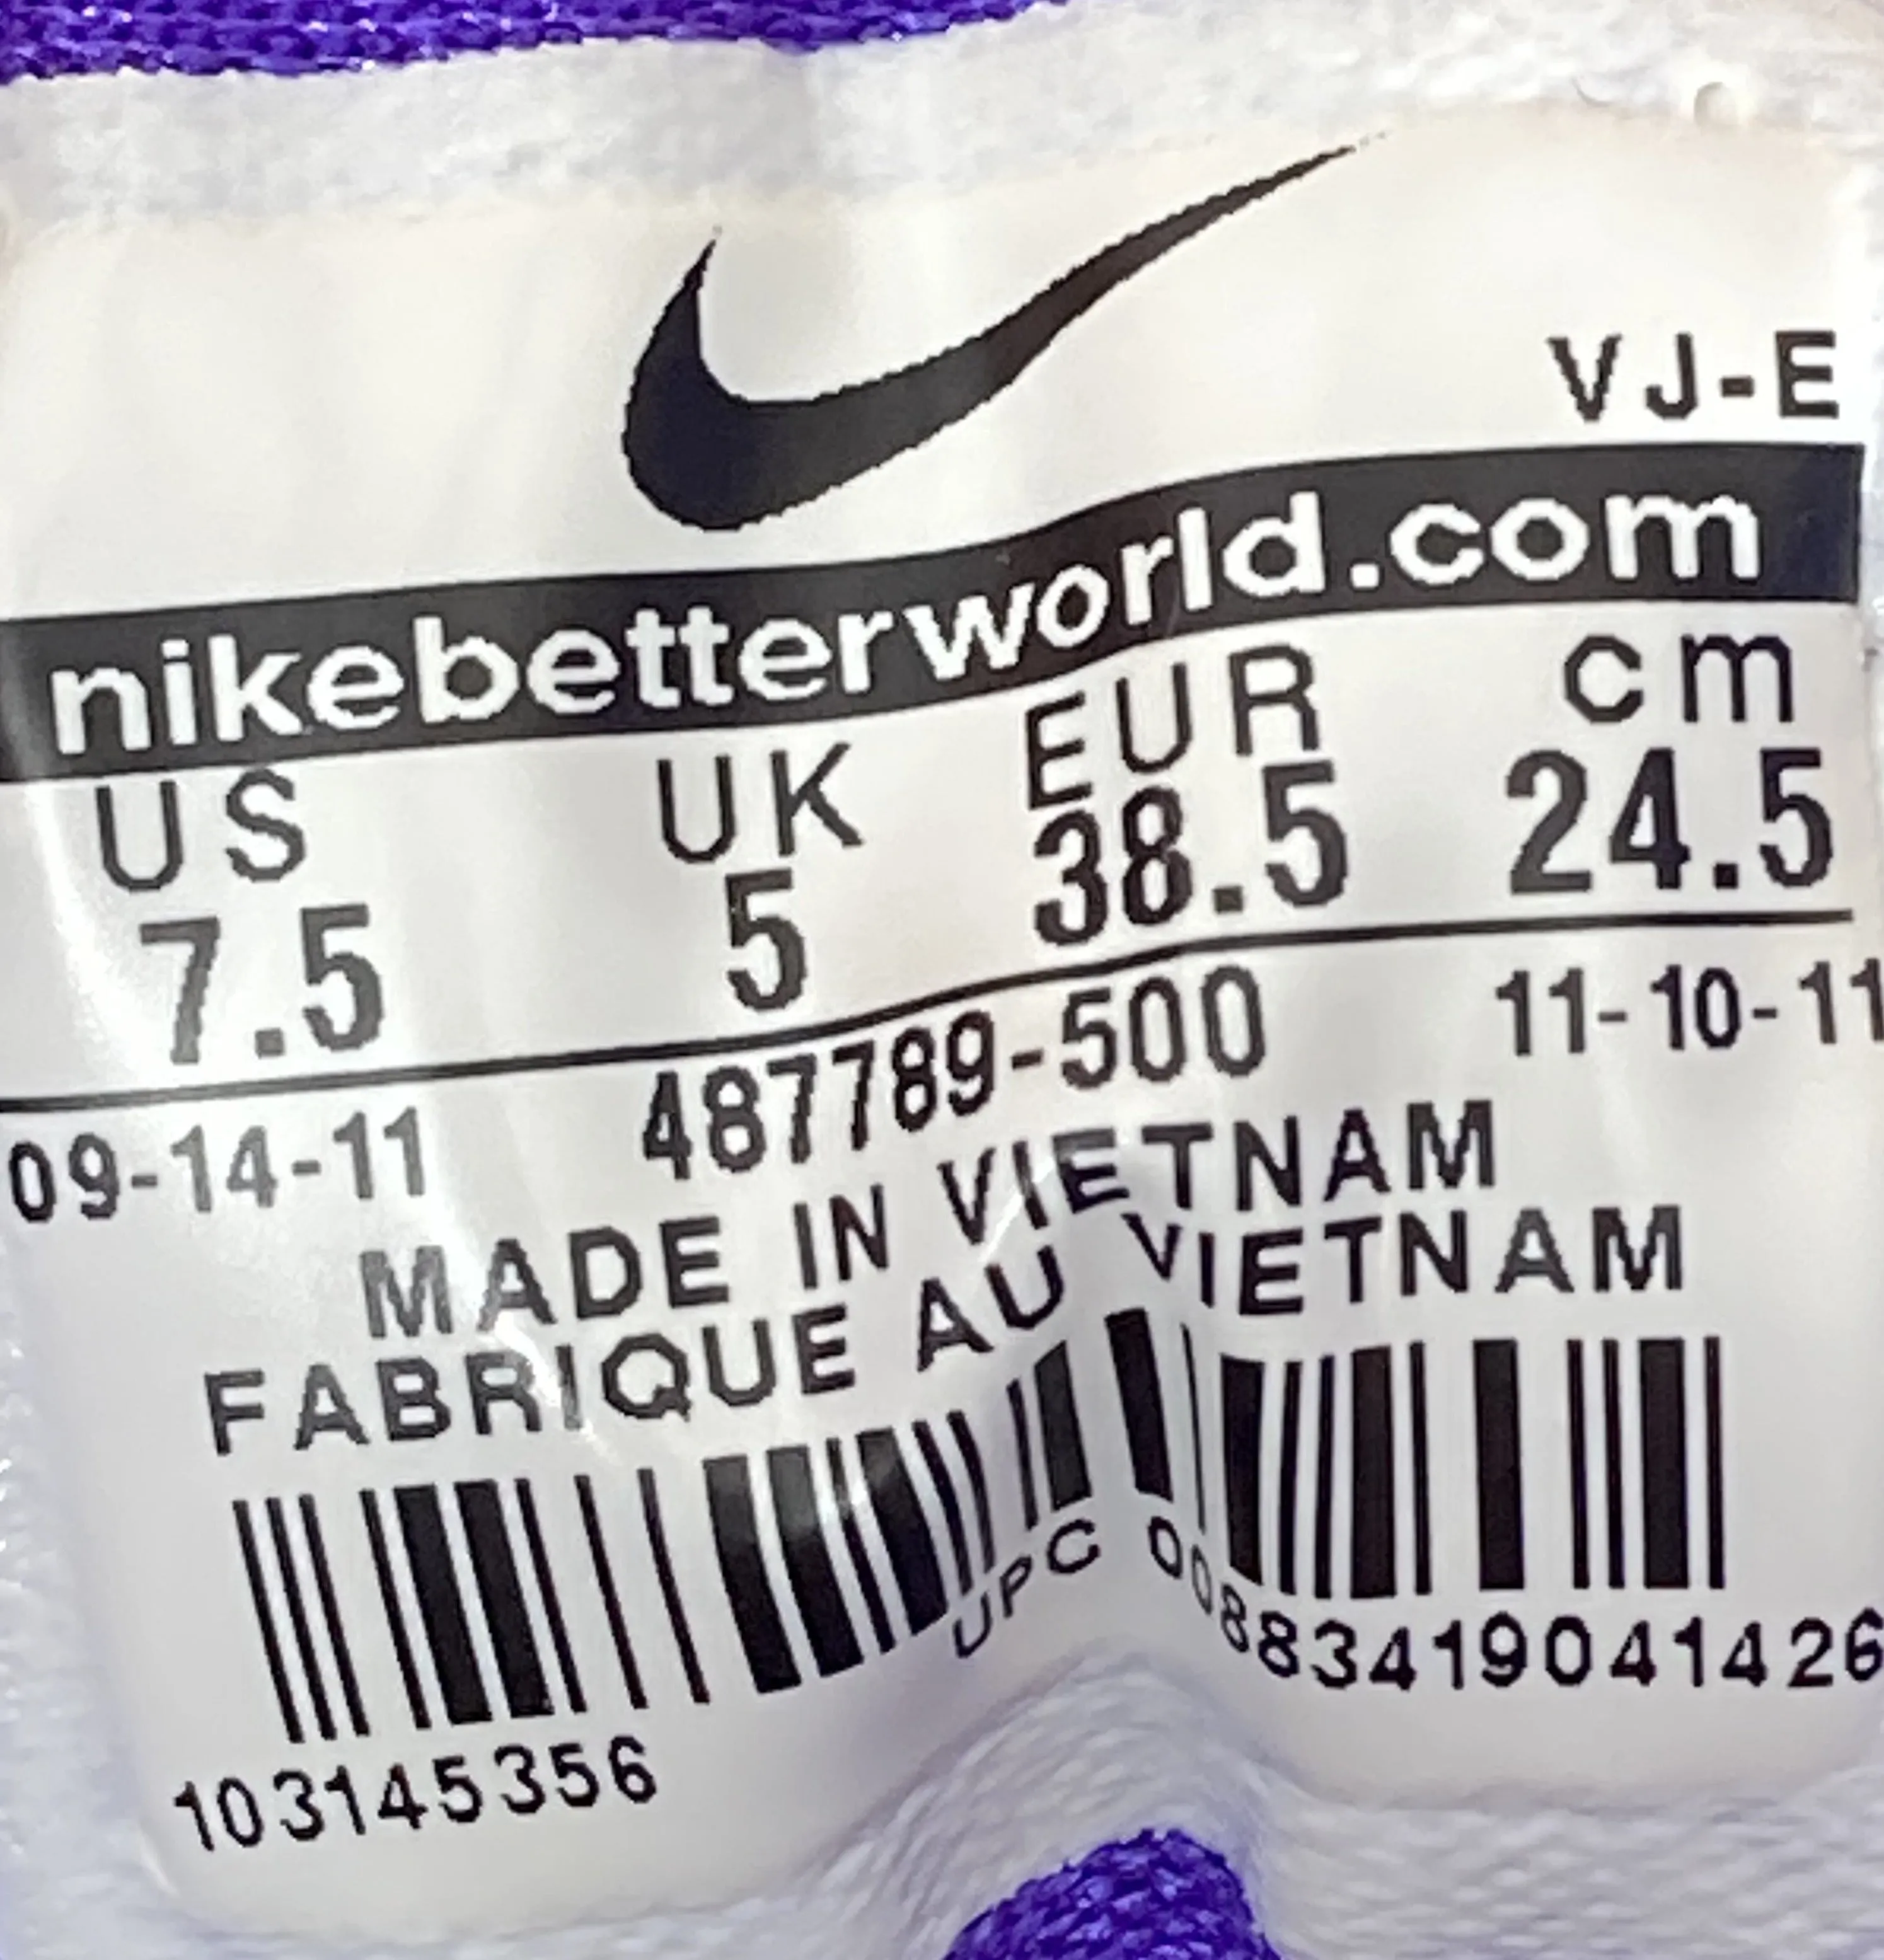 VJ-E
nikebetterworld.com
US UK EUR cm
7.5 5 38.5 24.5
09-14-11 487789-500 11-10-11
MADE IN VIETNAM
FABRIQUE AU VIETNAM
UPC 00883419041426
103145356